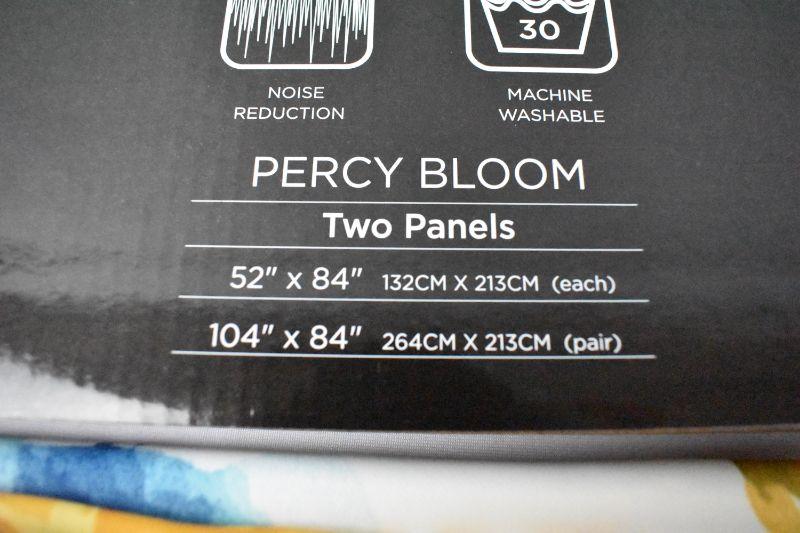 30
NOISE
REDUCTION
MACHINE
WASHABLE
PERCY BLOOM
Two Panels
52" x 84" 132CM X 213CM (each)
104" x 84" 264CM X 213CM (pair)